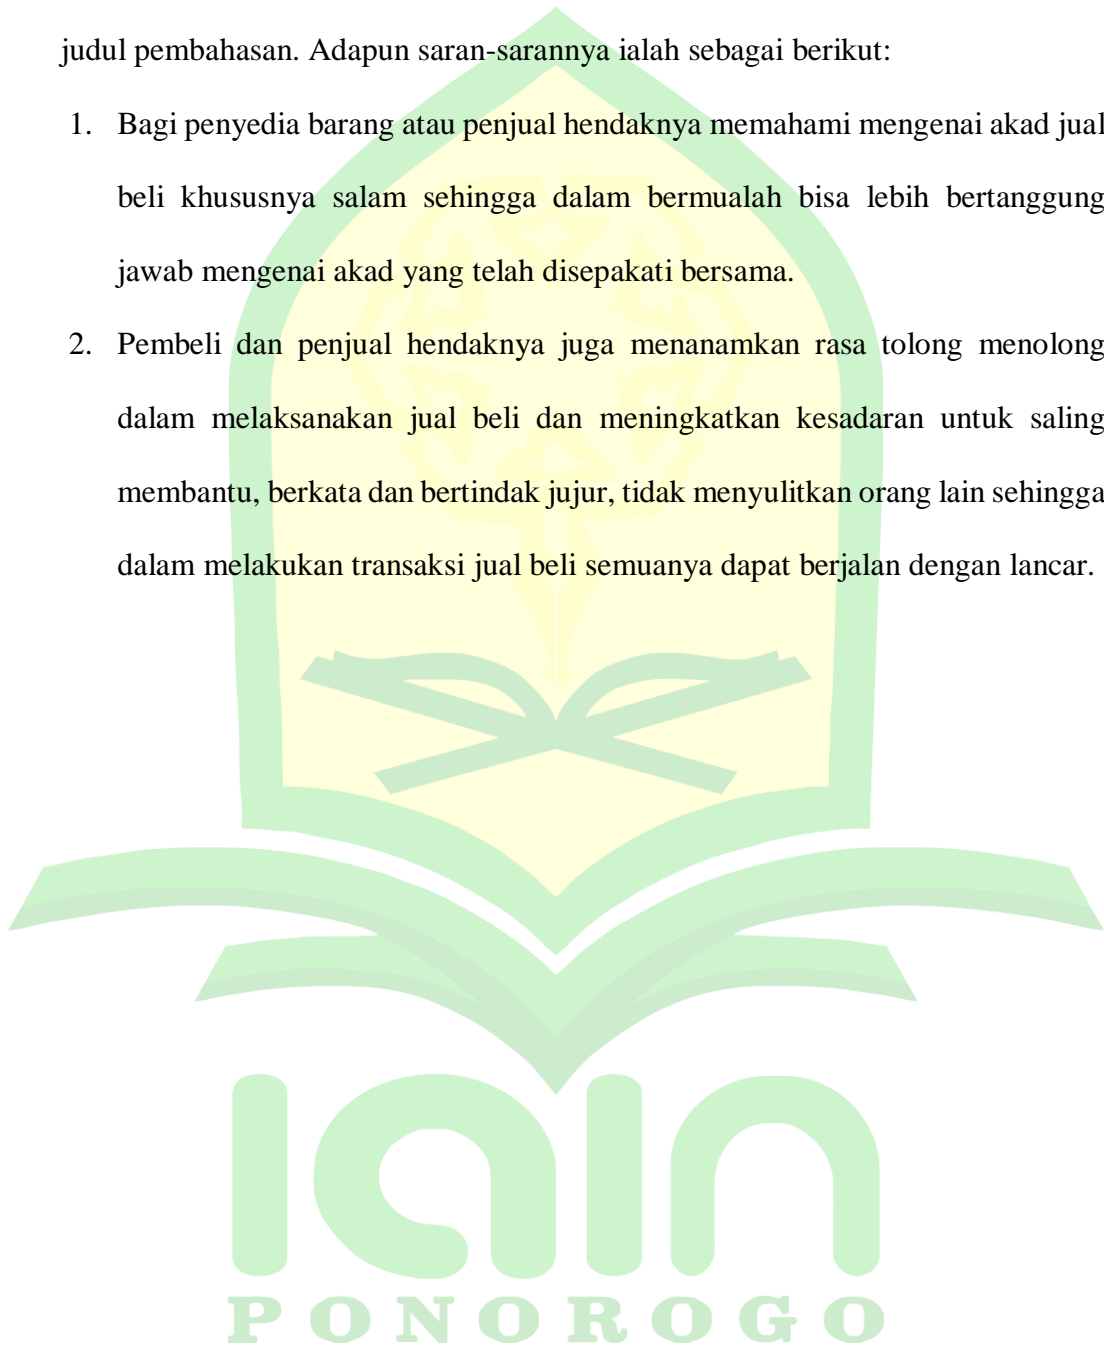 judul pembahasan. Adapun saran-sarannya ialah sebagai berikut:
1. Bagi penyedia barang atau penjual hendaknya memahami mengenai akad jual
beli khususnya salam sehingga dalam bermualah bisa lebih bertanggung
jawab mengenai akad yang telah disepakati bersama.
2. Pembeli dan penjual hendaknya juga menanamkan rasa tolong menolong
dalam melaksanakan jual beli dan meningkatkan kesadaran untuk saling
membantu, berkata dan bertindak jujur, tidak menyulitkan orang lain sehingga
dalam melakukan transaksi jual beli semuanya dapat berjalan dengan lancar.
iain
PONOROGO